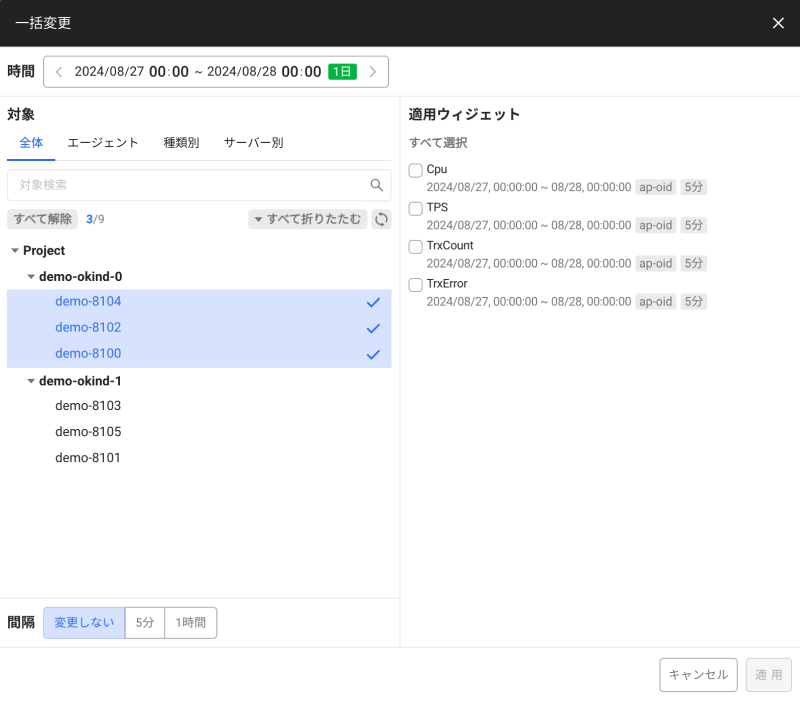 一括変更
時間 2024/08/27 00:00 ~ 2024/08/28 00:00 1日
対象
全体 エージェント 種類別 サーバー別
対象検索
すべて解除 3/9 すべて折りたたむ
Project
demo-okind-0
demo-8104
demo-8102
demo-8100
demo-okind-1
demo-8103
demo-8105
demo-8101
間隔 変更しない 5分 1時間
適用ウィジェット
すべて選択
Cpu
2024/08/27, 00:00:00 ~ 08/28, 00:00:00 ap-oid 5分
TPS
2024/08/27, 00:00:00 ~ 08/28, 00:00:00 ap-oid 5分
TrxCount
2024/08/27, 00:00:00 ~ 08/28, 00:00:00 ap-oid 5分
TrxError
2024/08/27, 00:00:00 ~ 08/28, 00:00:00 ap-oid 5分
キャンセル 適 用